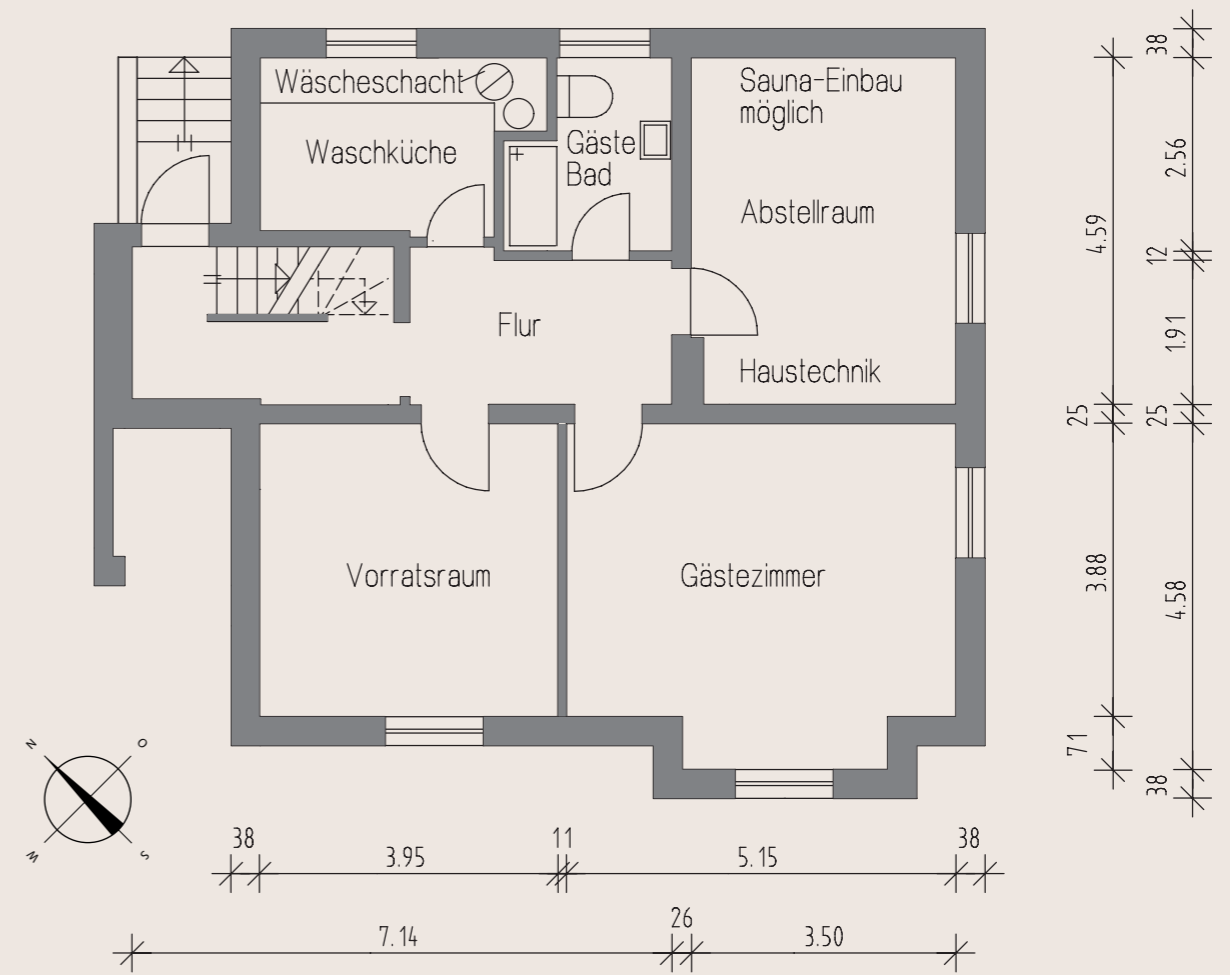 Wäscheschacht
Waschküche
Gäste
Bad
Sauna-Einbau
möglich
Abstellraum
Haustechnik
Flur
Vorratsraum
Gästezimmer
N
O
W
S
38
3.95
11
5.15
38
7.14
26
3.50
4.59
25
3.88
71
38
2.56
12
1.91
25
4.58
38